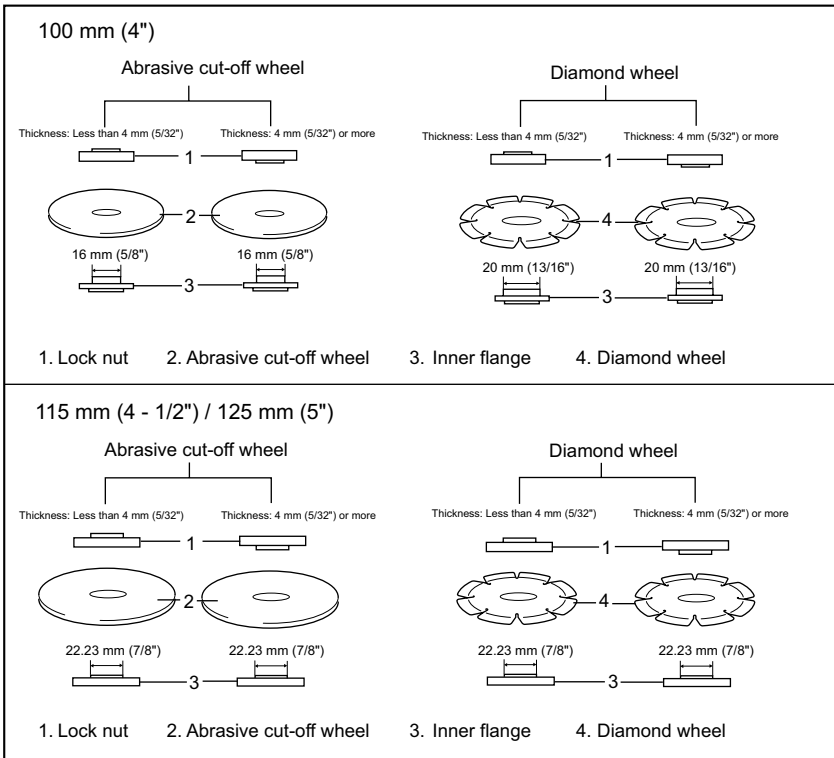 100 mm (4")
Abrasive cut-off wheel
Diamond wheel
Thickness: Less than 4 mm (5/32") Thickness: 4 mm (5/32") or more
Thickness: Less than 4 mm (5/32") Thickness: 4 mm (5/32") or more
1
1
2
4
16 mm (5/8") 16 mm (5/8")
20 mm (13/16") 20 mm (13/16")
3
3
1. Lock nut 2. Abrasive cut-off wheel 3. Inner flange 4. Diamond wheel
115 mm (4 - 1/2") / 125 mm (5")
Abrasive cut-off wheel
Diamond wheel
Thickness: Less than 4 mm (5/32") Thickness: 4 mm (5/32") or more
Thickness: Less than 4 mm (5/32") Thickness: 4 mm (5/32") or more
1
1
2
4
22.23 mm (7/8") 22.23 mm (7/8")
22.23 mm (7/8") 22.23 mm (7/8")
3
3
1. Lock nut 2. Abrasive cut-off wheel 3. Inner flange 4. Diamond wheel